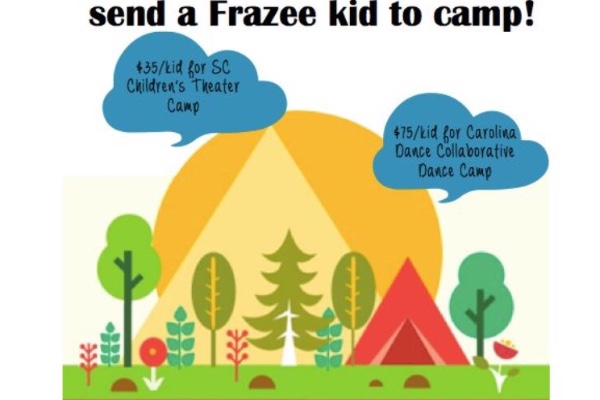 send a Frazee kid to camp!
$35/kid for SC
Children's Theater
Camp
$75/kid for Carolina
Dance Collaborative
Dance Camp